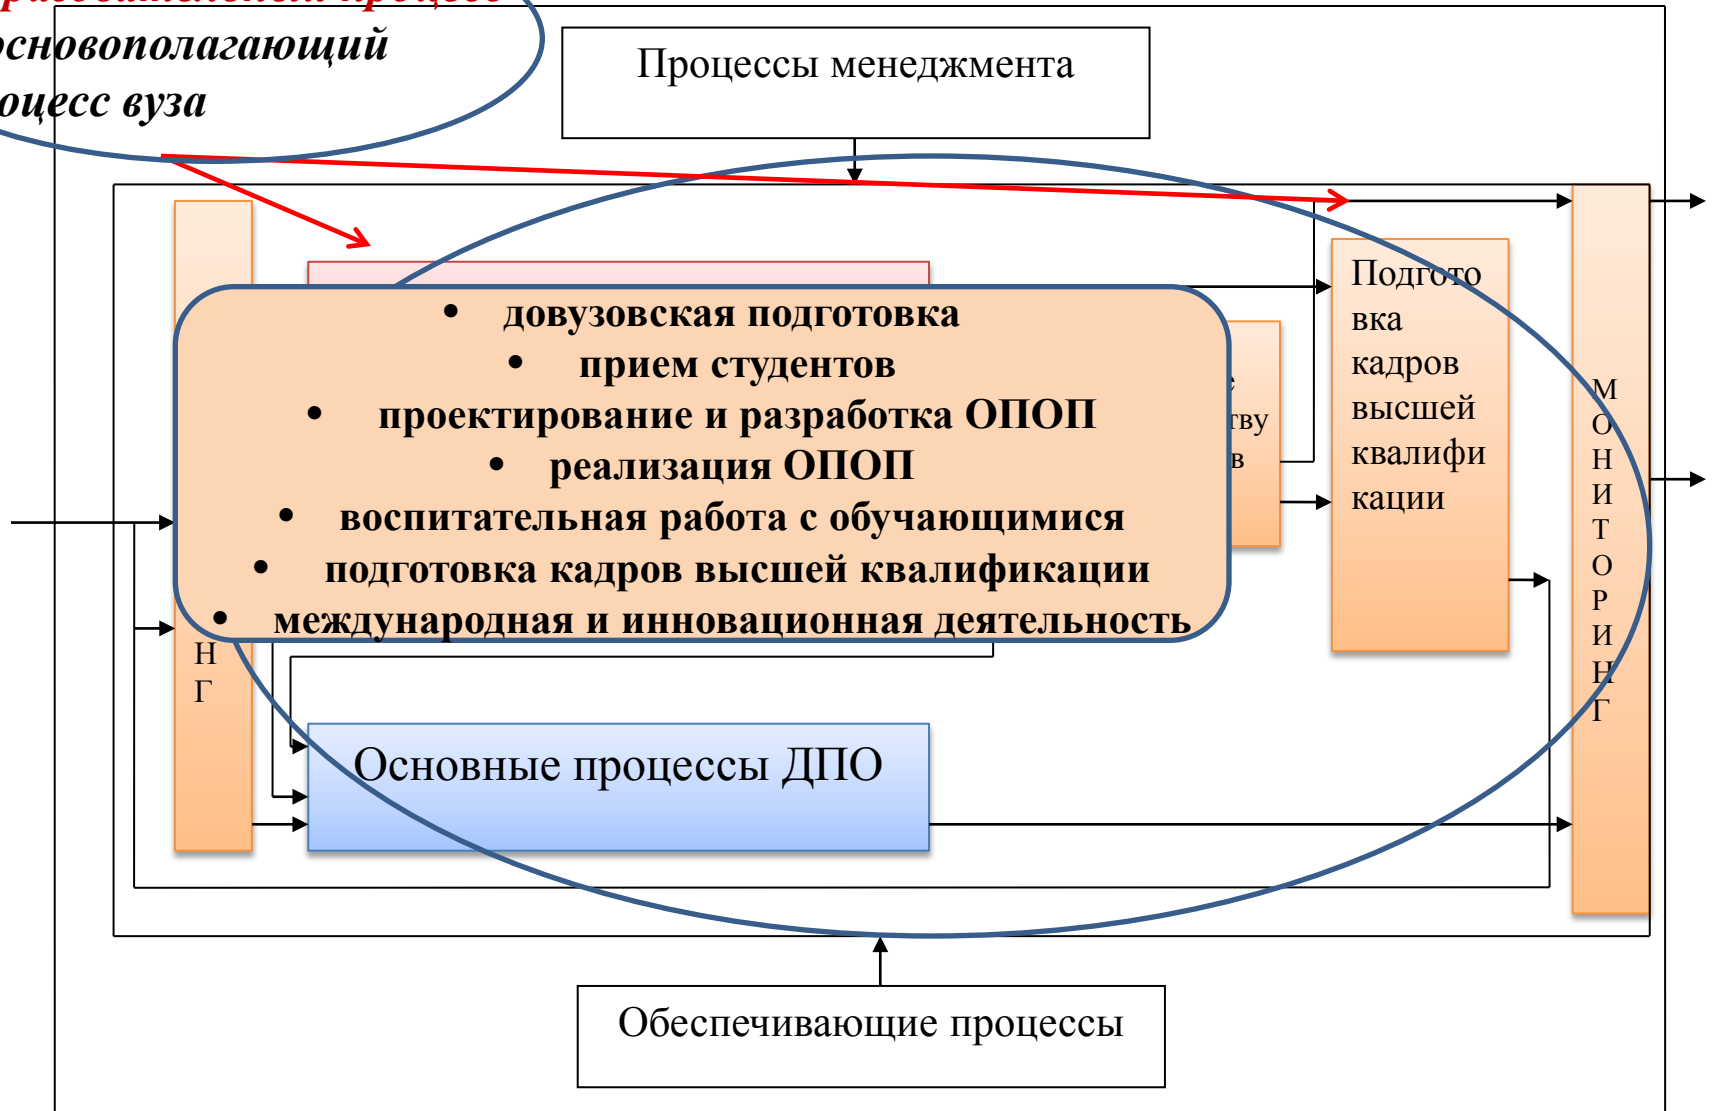 основополагающий
процесс вуза
Процессы менеджмента
• довузовская подготовка
• прием студентов
• проектирование и разработка ОПОП
• реализация ОПОП
• воспитательная работа с обучающимися
• подготовка кадров высшей квалификации
• международная и инновационная деятельность
Подгото
вка
кадров
высшей
квалифи
кации
М
О
Н
И
Т
О
Р
И
Н
Г
Н
Г
Основные процессы ДПО
Обеспечивающие процессы